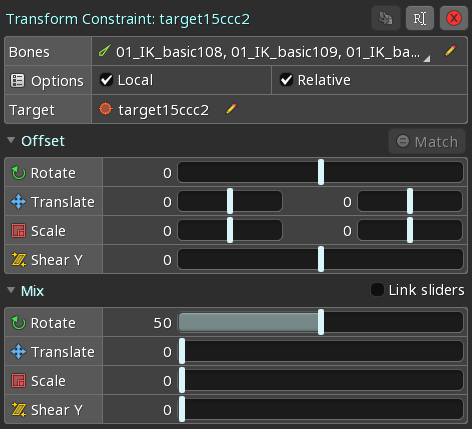 Transform Constraint: target15ccc2
Bones 01_IK_basic108, 01_IK_basic109, 01_IK_ba...
Options Local Relative
Target target15ccc2
Offset Match
Rotate 0
Translate 0 0
Scale 0 0
Shear Y 0
Mix Link sliders
Rotate 50
Translate 0
Scale 0
Shear Y 0